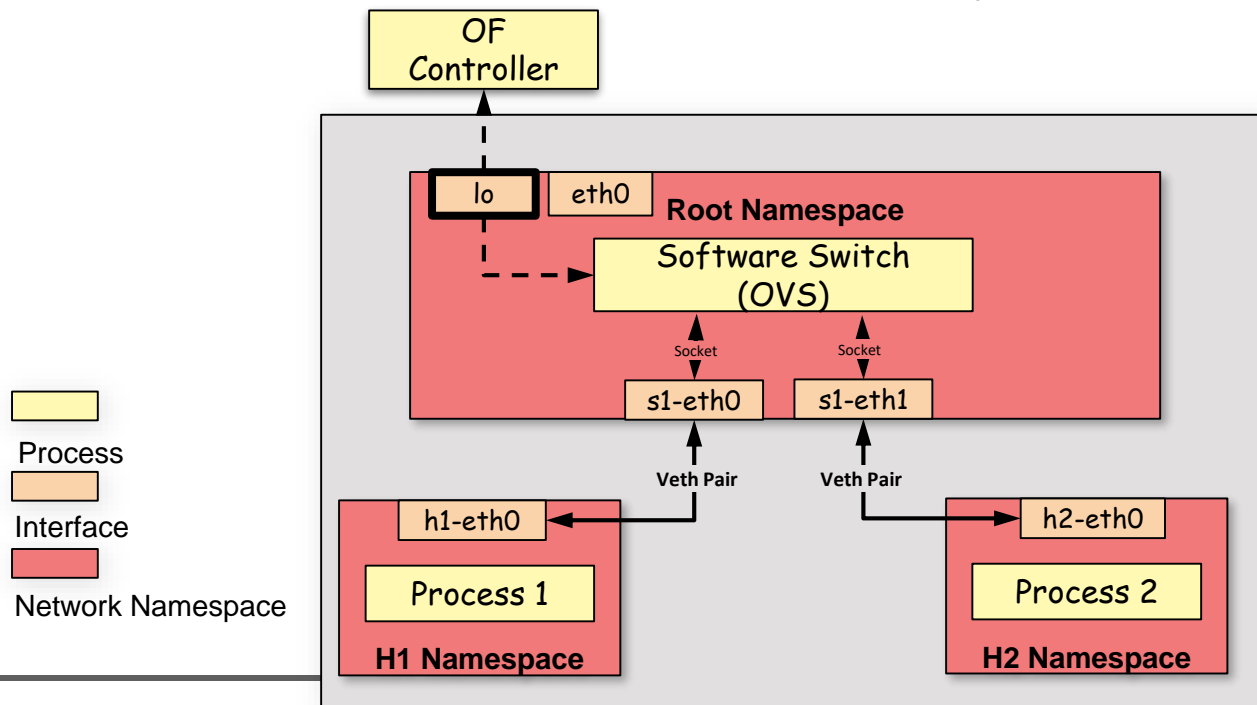 OF
Controller
lo
eth0
Root Namespace
Software Switch
(OVS)
Socket
Socket
s1-eth0
s1-eth1
Process
Interface
Network Namespace
Veth Pair
Veth Pair
h1-eth0
h2-eth0
Process 1
Process 2
H1 Namespace
H2 Namespace